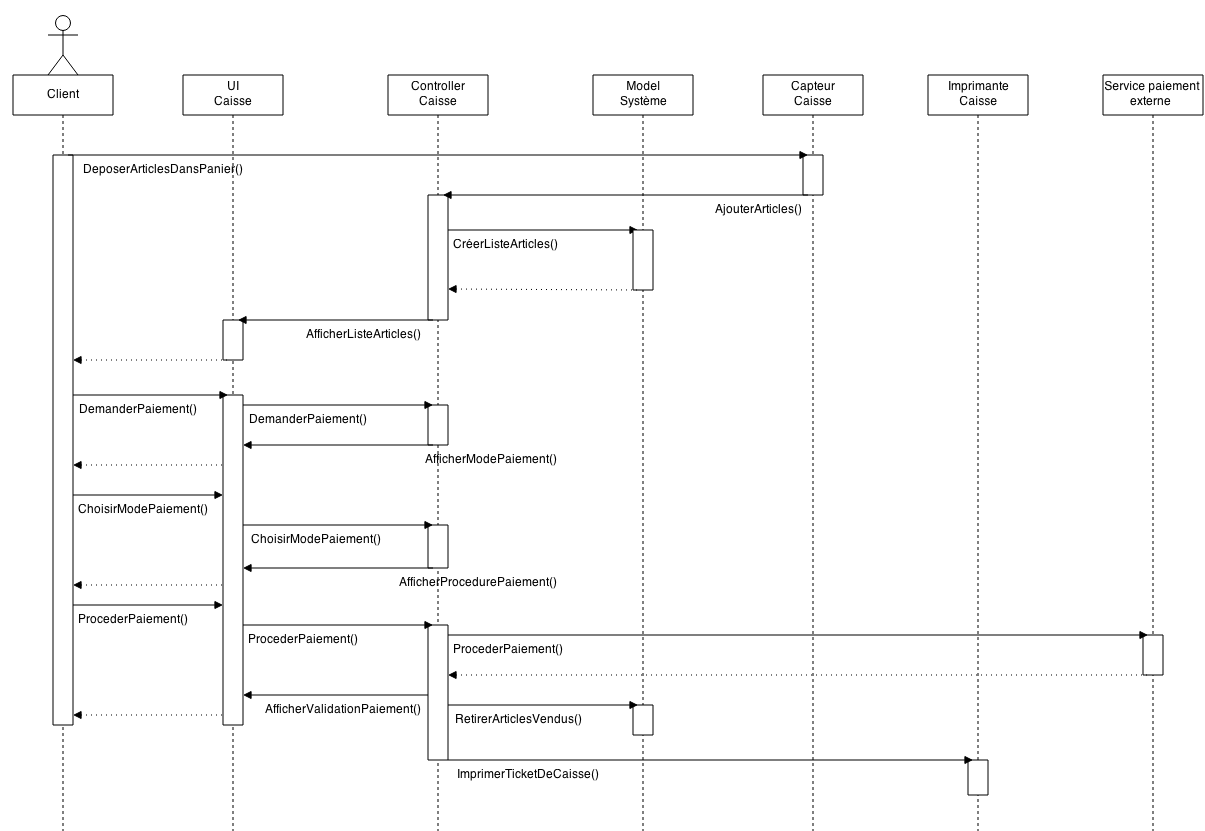 Client
UI
Caisse
Controller
Caisse
Model
Système
Capteur
Caisse
Imprimante
Caisse
Service paiement
externe
DeposerArticlesDansPanier()
AjouterArticles()
CréerListeArticles()
AfficherListeArticles()
DemanderPaiement()
DemanderPaiement()
AfficherModePaiement()
ChoisirModePaiement()
ChoisirModePaiement()
AfficherProcedurePaiement()
ProcederPaiement()
ProcederPaiement()
ProcederPaiement()
AfficherValidationPaiement()
RetirerArticlesVendus()
ImprimerTicketDeCaisse()